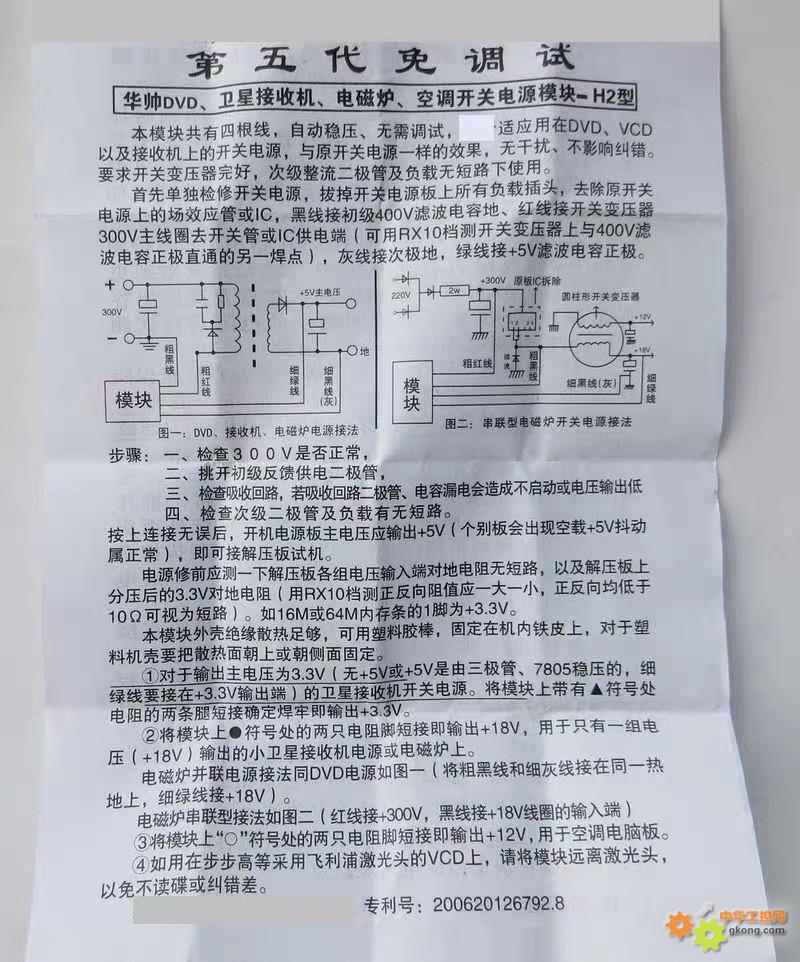 第五代免调试
华帅DVD、卫星接收机、电磁炉、空调开关电源模块-H2型
本模块共有四根线，自动稳压、无需调试，适应用在DVD、VCD
以及接收机上的开关电源，与原开关电源一样的效果，无干扰、不影响纠错。
要求开关变压器完好，次级整流二极管及负载无短路下使用。
首先单独检修开关电源，拔掉开关电源板上所有负载插头，去除原开关
电源上的场效应管或IC，黑线接初级400V滤波电容地、红线接开关变压器
300V主线圈去开关管或IC供电端（可用RX10档测开关变压器上与400V滤
波电容正极直通的另一焊点），灰线接次极地，绿线接+5V滤波电容正极。
+
300V
-
+5V主电压
地
粗黑线
粗红线
细绿线
细黑线(灰)
模块
图一：DVD、接收机、电磁炉电源接法
220V
2w
+300V
原板IC拆除
圆柱形开关变压器
+12V
+18V
粗红线
续流
粗黑线
细黑线(灰)
细绿线
模块
图二：串联型电磁炉开关电源接法
步骤：一、检查300V是否正常，
二、挑开初级反馈供电二极管，
三、检查吸收回路，若吸收回路二极管、电容漏电会造成不启动或电压输出低
四、检查次级二极管及负载有无短路。
按上连接无误后，开机电源板主电压应输出+5V（个别板会出现空载+5V抖动
属正常），即可接解压板试机。
电源修前应测一下解压板各组电压输入端对地电阻无短路，以及解压板上
分压后的3.3V对地电阻（用RX10档测正反向阻值应一大一小，正反向均低于
10Ω可视为短路）。如16M或64M内存条的1脚为+3.3V。
本模块外壳绝缘散热足够，可用塑料胶棒，固定在机内铁皮上，对于塑
料机壳要把散热面朝上或朝侧面固定。
①对于输出主电压为3.3V（无+5V或+5V是由三极管、7805稳压的，细
绿线要接在+3.3V输出端）的卫星接收机开关电源。将模块上带有▲符号处
电阻的两条腿短接确定焊牢即输出+3.3V。
②将模块上●符号处的两只电阻脚短接即输出+18V，用于只有一组电
压（+18V）输出的小卫星接收机电源或电磁炉上。
电磁炉并联电源接法同DVD电源如图一（将粗黑线和细灰线接在同一热
地上，细绿线接+18V）。
电磁炉串联型接法如图二（红线接+300V，黑线接+18V线圈的输入端）
③将模块上“○”符号处的两只电阻脚短接即输出+12V，用于空调电脑板。
④如用在步步高等采用飞利浦激光头的VCD上，请将模块远离激光头，
以免不读碟或纠错差。
专利号：200620126792.8
中华工控网
gkong.com